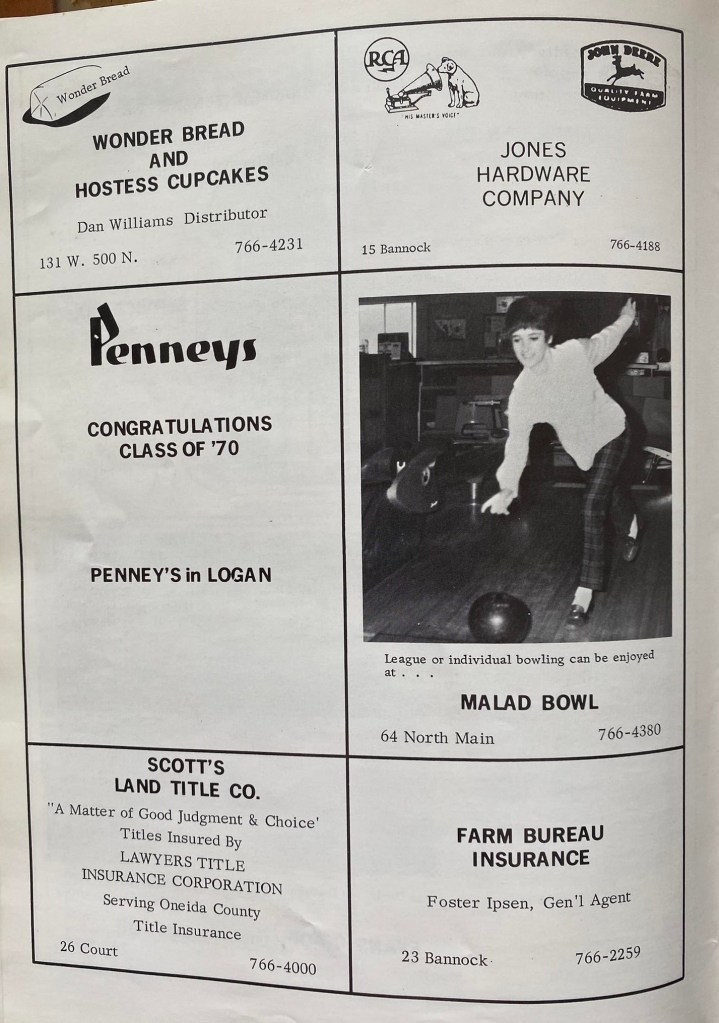 Wonder Bread
WONDER BREAD
AND
HOSTESS CUPCAKES
Dan Williams Distributor
131 W. 500 N.
766-4231
RCA
"HIS MASTER'S VOICE"
JOHN DEERE
QUALITY FARM
EQUIPMENT
JONES
HARDWARE
COMPANY
15 Bannock
766-4188
Penneys
CONGRATULATIONS
CLASS OF '70
PENNEY'S in LOGAN
League or individual bowling can be enjoyed
at . . .
MALAD BOWL
64 North Main
766-4380
SCOTT'S
LAND TITLE CO.
"A Matter of Good Judgment & Choice'
Titles Insured By
LAWYERS TITLE
INSURANCE CORPORATION
Serving Oneida County
Title Insurance
26 Court
766-4000
FARM BUREAU
INSURANCE
Foster Ipsen, Gen'l Agent
23 Bannock
766-2259